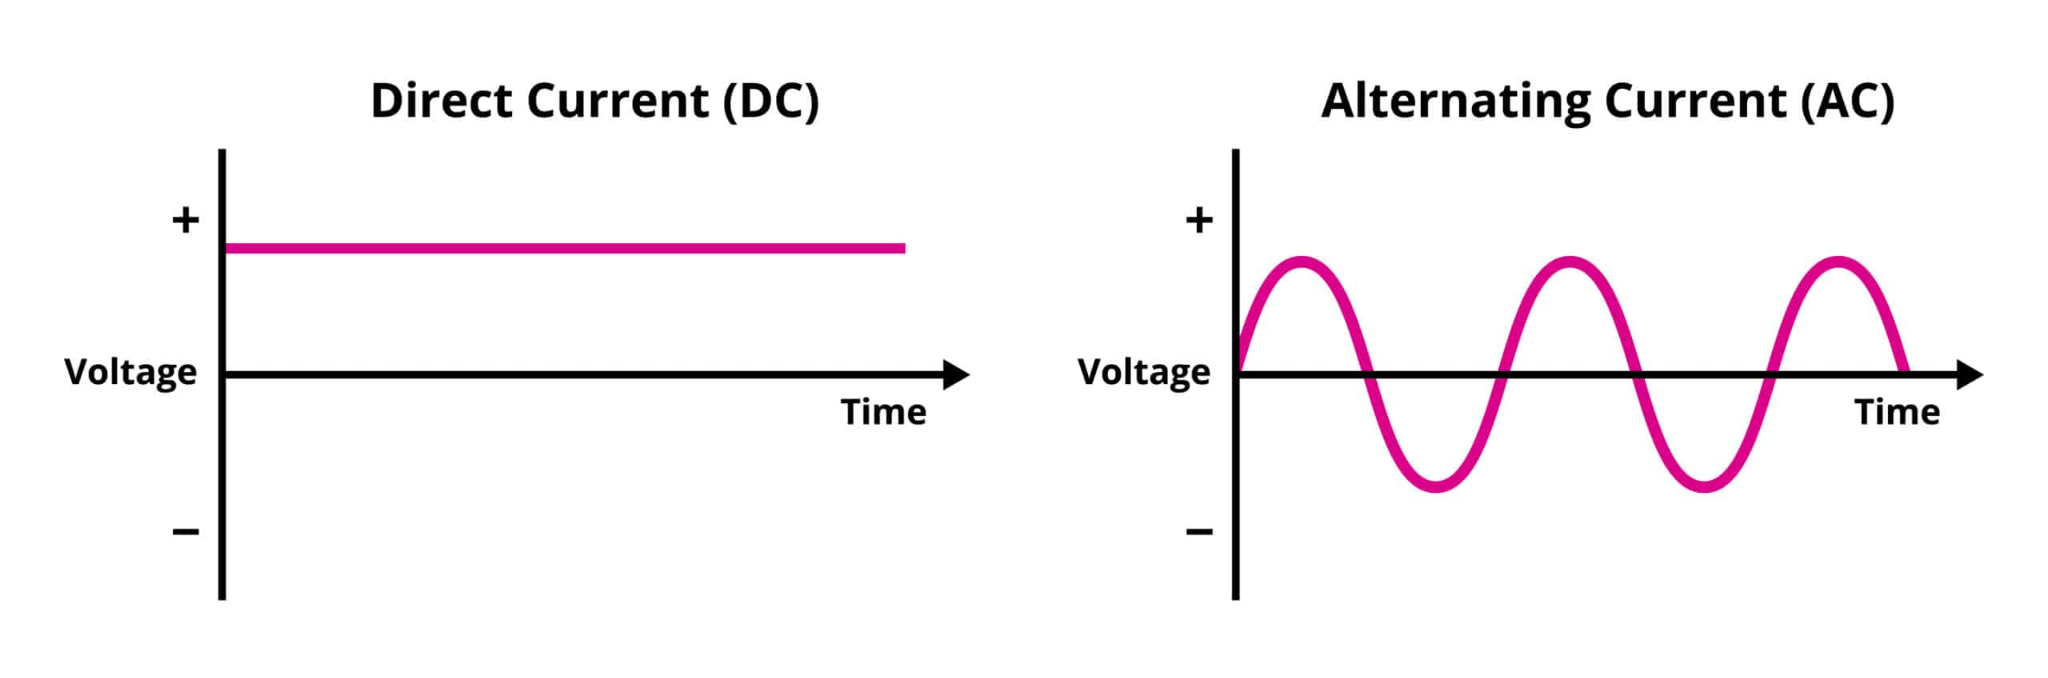 Direct Current (DC)
+
Voltage
Time
−
Alternating Current (AC)
+
Voltage
Time
−